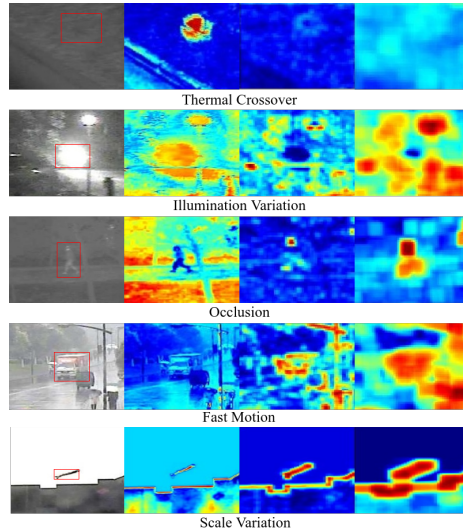 Thermal Crossover
Illumination Variation
Occlusion
Fast Motion
Scale Variation